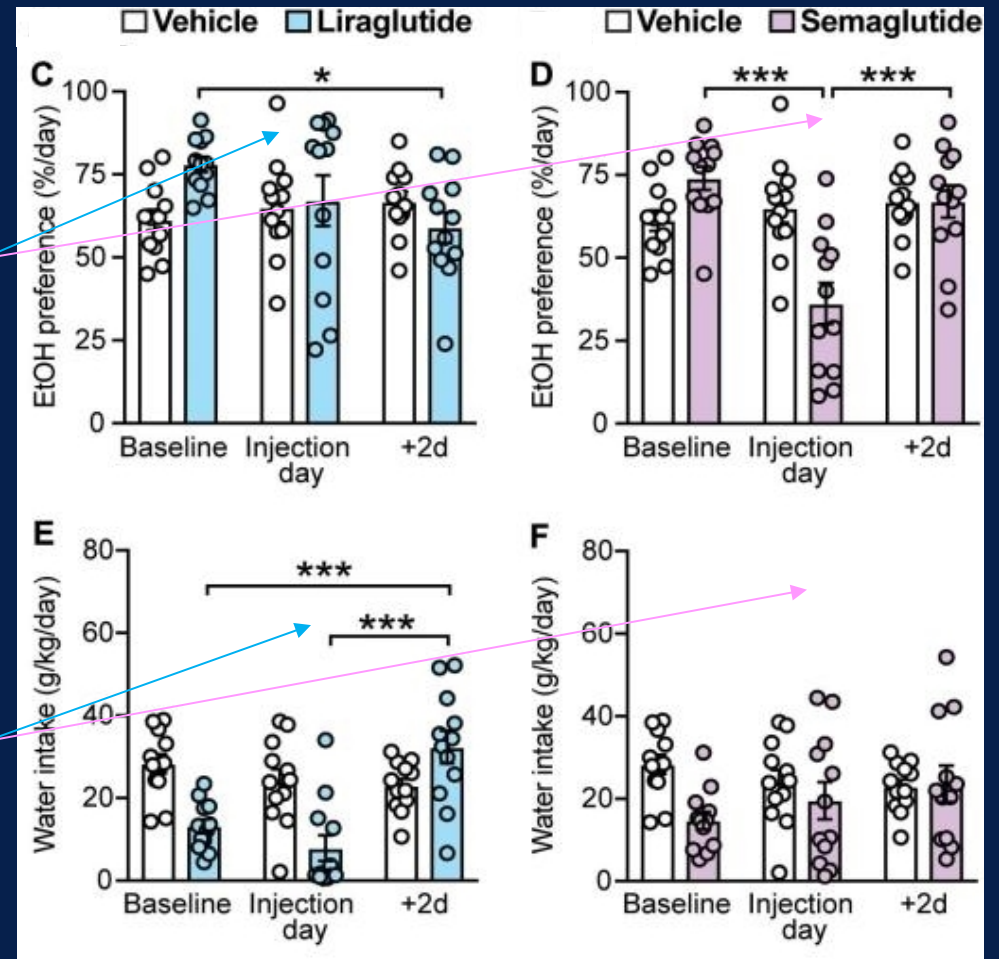 Vehicle Liraglutide
Vehicle Semaglutide
C
EtOH preference (%/day)
100
75
50
25
0
*
Baseline Injection day +2d
D
EtOH preference (%/day)
100
75
50
25
0
*** ***
Baseline Injection day +2d
E
Water intake (g/kg/day)
80
60
40
20
0
***
***
Baseline Injection day +2d
F
Water intake (g/kg/day)
80
60
40
20
0
Baseline Injection day +2d